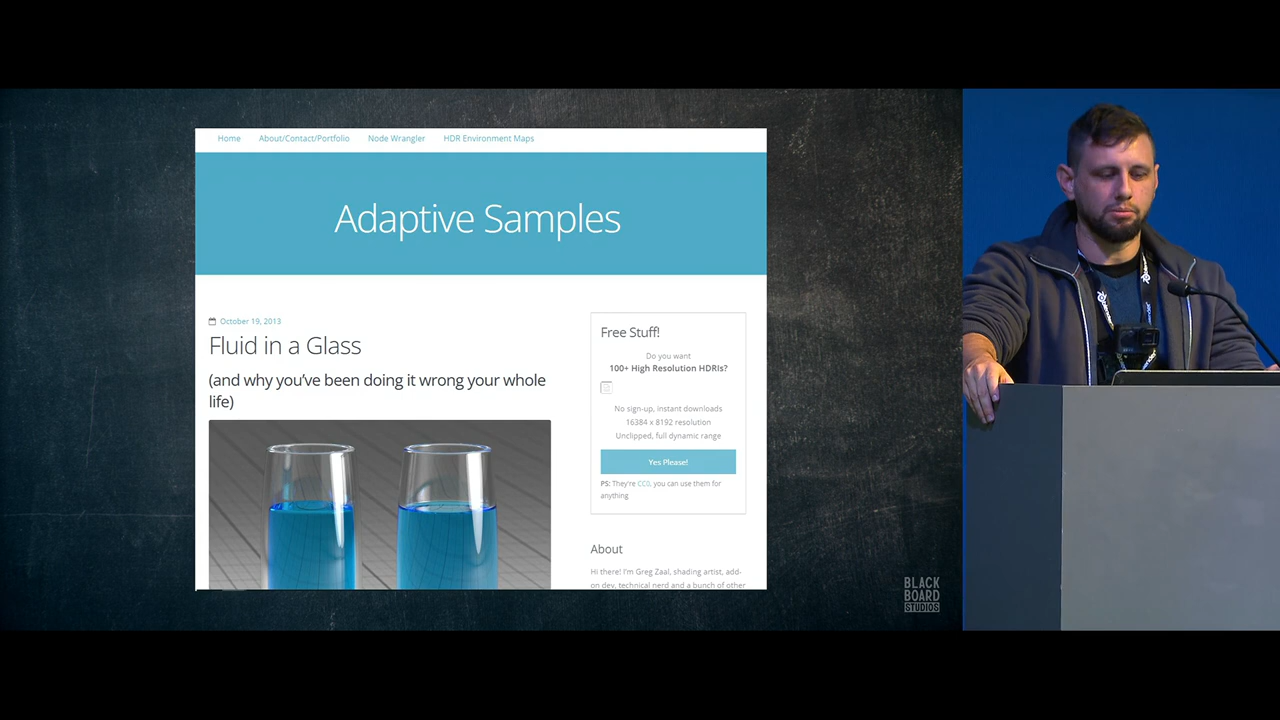 Home About/Contact/Portfolio Node Wrangler HDR Environment Maps
Adaptive Samples
October 19, 2013
Fluid in a Glass
(and why you've been doing it wrong your whole
life)
Free Stuff!
Do you want
100+ High Resolution HDRIs?
No sign-up, instant downloads
16384 x 8192 resolution
Unclipped, full dynamic range
Yes Please!
PS: They're CC0, you can use them for
anything
About
Hi there! I'm Greg Zaal, shading artist, add-
on dev, technical nerd and a bunch of other
BLACK
BOARD
STUDIOS